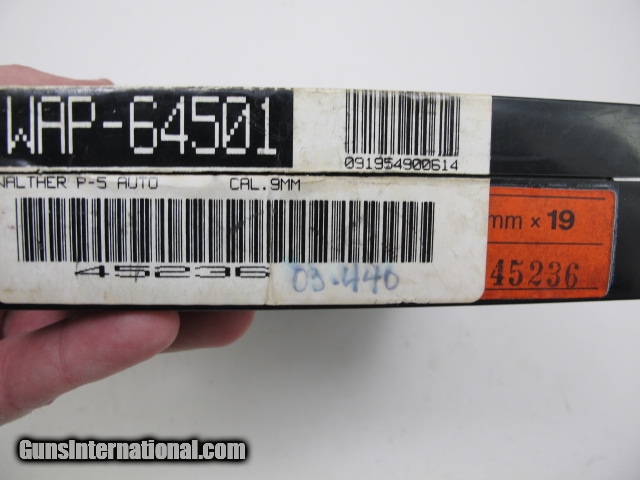 WAP-64501
091954900614
WALTHER P-5 AUTO CAL.9MM
mm x 19
45236 03-440
45236
GunsInternational.com